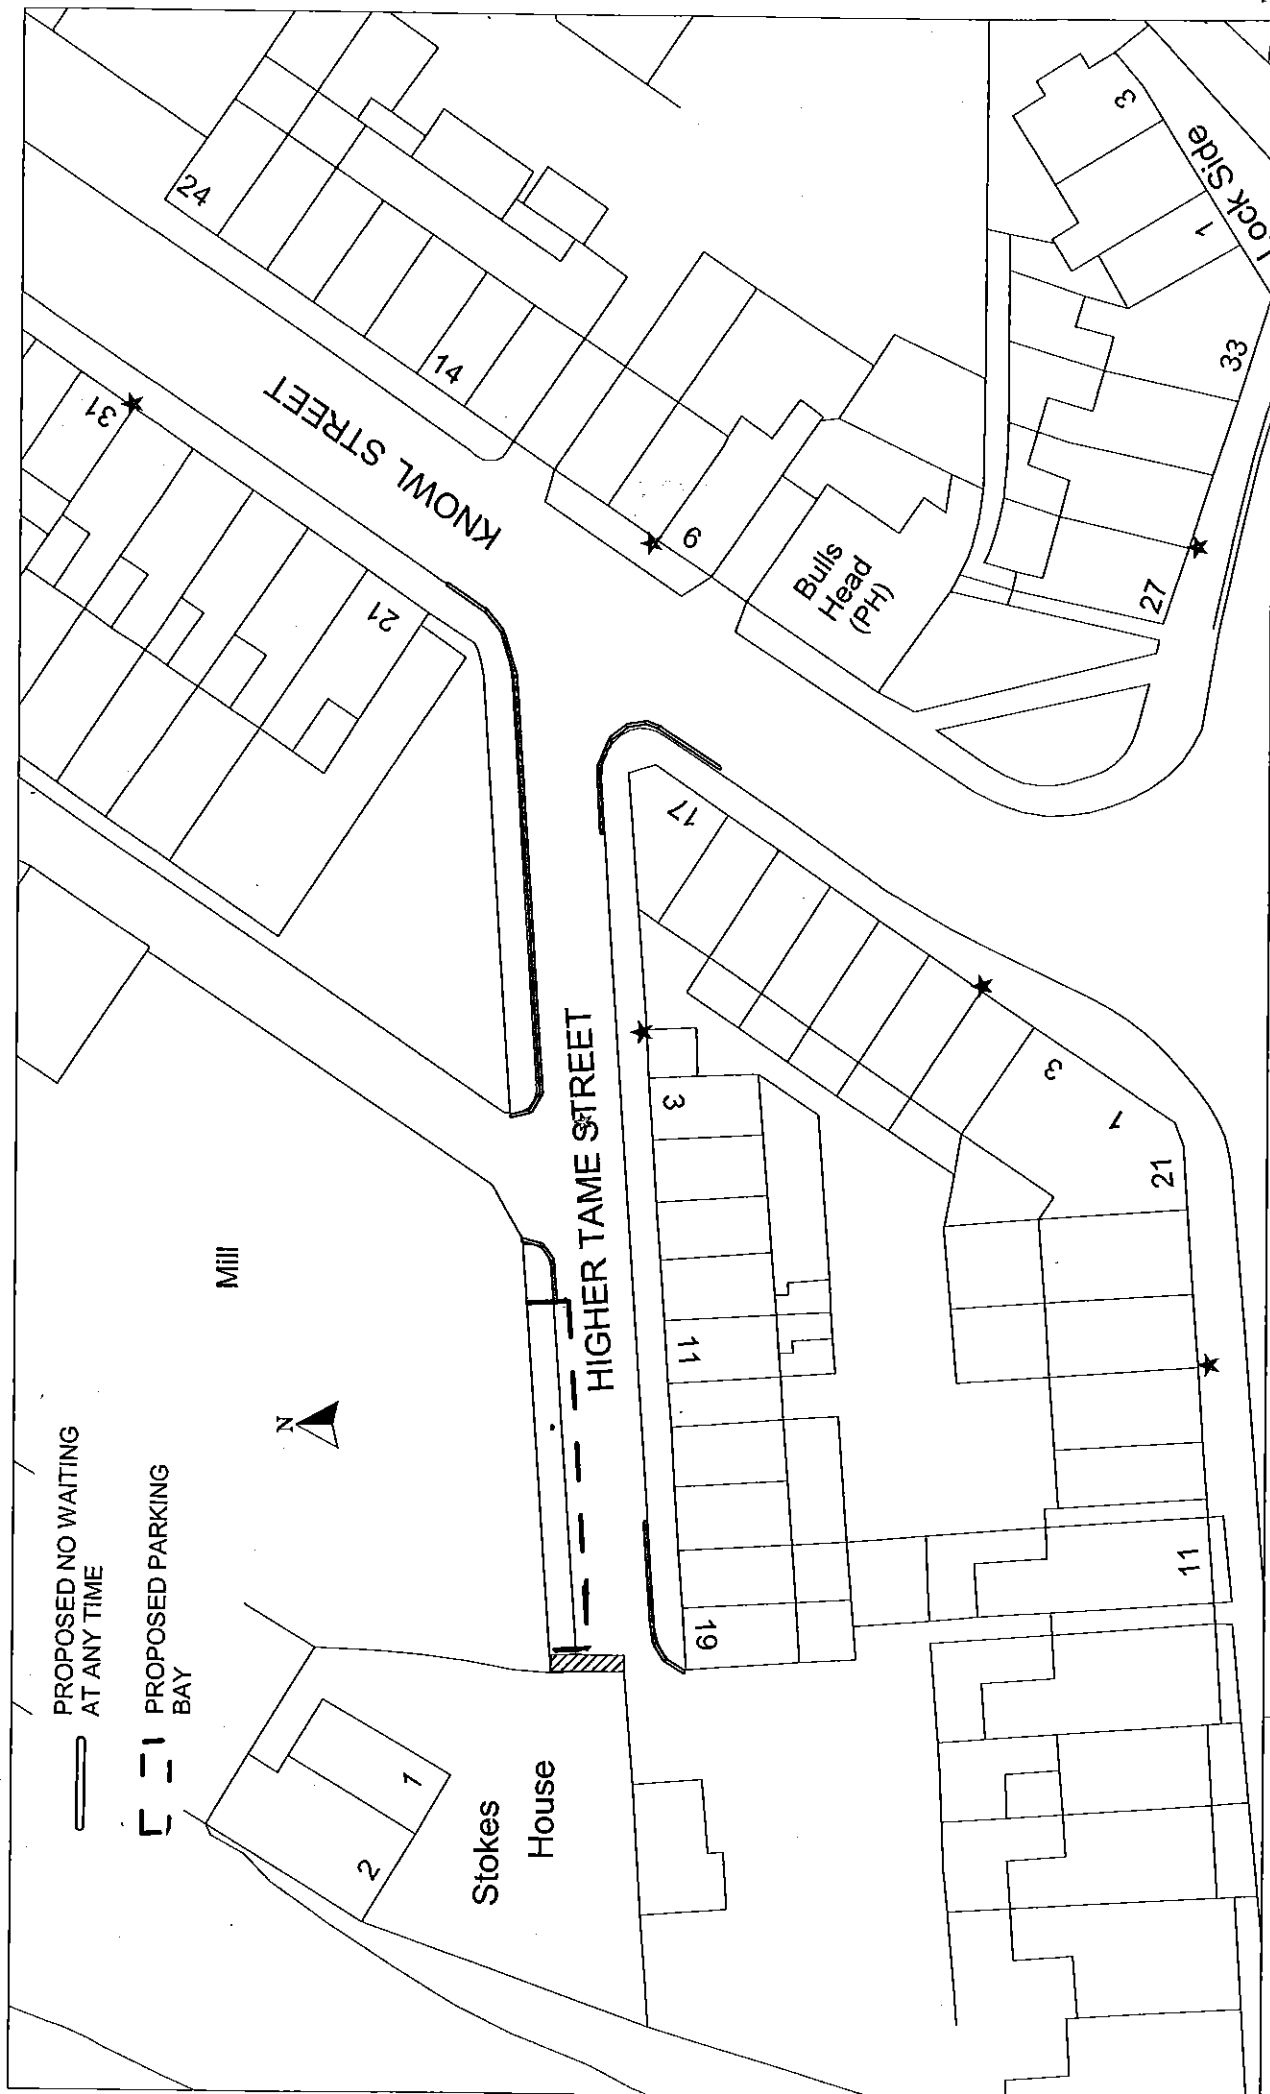 PROPOSED NO WAITING
AT ANY TIME
PROPOSED PARKING
BAY
N
Mill
Stokes
House
1
2
HIGHER TAME STREET
KNOWL STREET
31
21
24
14
9
Bulls
Head
(PH)
17
3
11
19
3
1
21
11
27
33
3
1
Lock Side